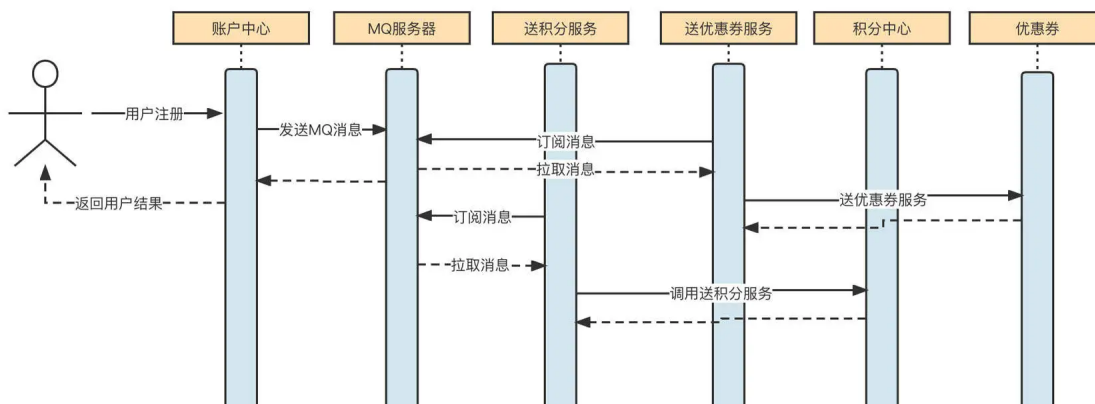 账户中心
MQ服务器
送积分服务
送优惠券服务
积分中心
优惠券
用户注册
发送MQ消息
订阅消息
拉取消息
返回用户结果
送优惠券服务
订阅消息
拉取消息
调用送积分服务